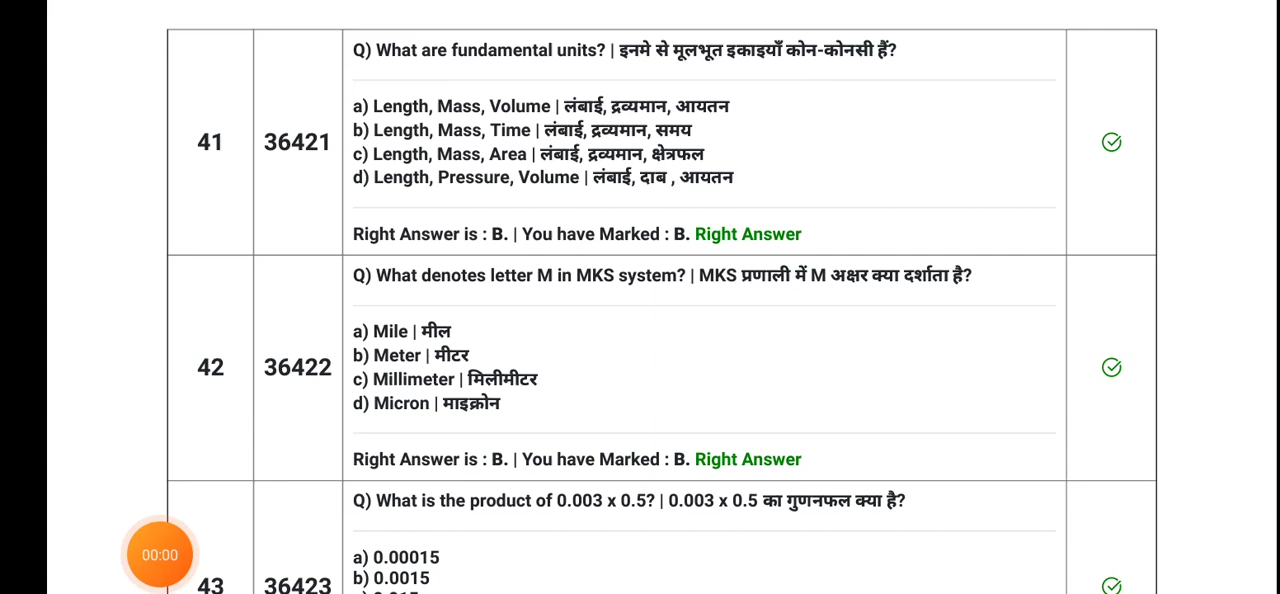 Q) What are fundamental units? | इनमे से मूलभूत इकाइयाँ कोन-कोनसी हैं?
a) Length, Mass, Volume | लंबाई, द्रव्यमान, आयतन
b) Length, Mass, Time | लंबाई, द्रव्यमान, समय
41 36421
c) Length, Mass, Area | लंबाई, द्रव्यमान, क्षेत्रफल
d) Length, Pressure, Volume | लंबाई, दाब , आयतन
Right Answer is : B. | You have Marked : B. Right Answer
Q) What denotes letter M in MKS system? | MKS प्रणाली में M अक्षर क्या दर्शाता है?
a) Mile | मील
b) Meter | मीटर
42 36422
c) Millimeter | मिलीमीटर
d) Micron | माइक्रोन
Right Answer is : B. | You have Marked : B. Right Answer
Q) What is the product of 0.003 x 0.5? | 0.003 x 0.5 का गुणनफल क्या है?
00:00
a) 0.00015
b) 0.0015
43 36423